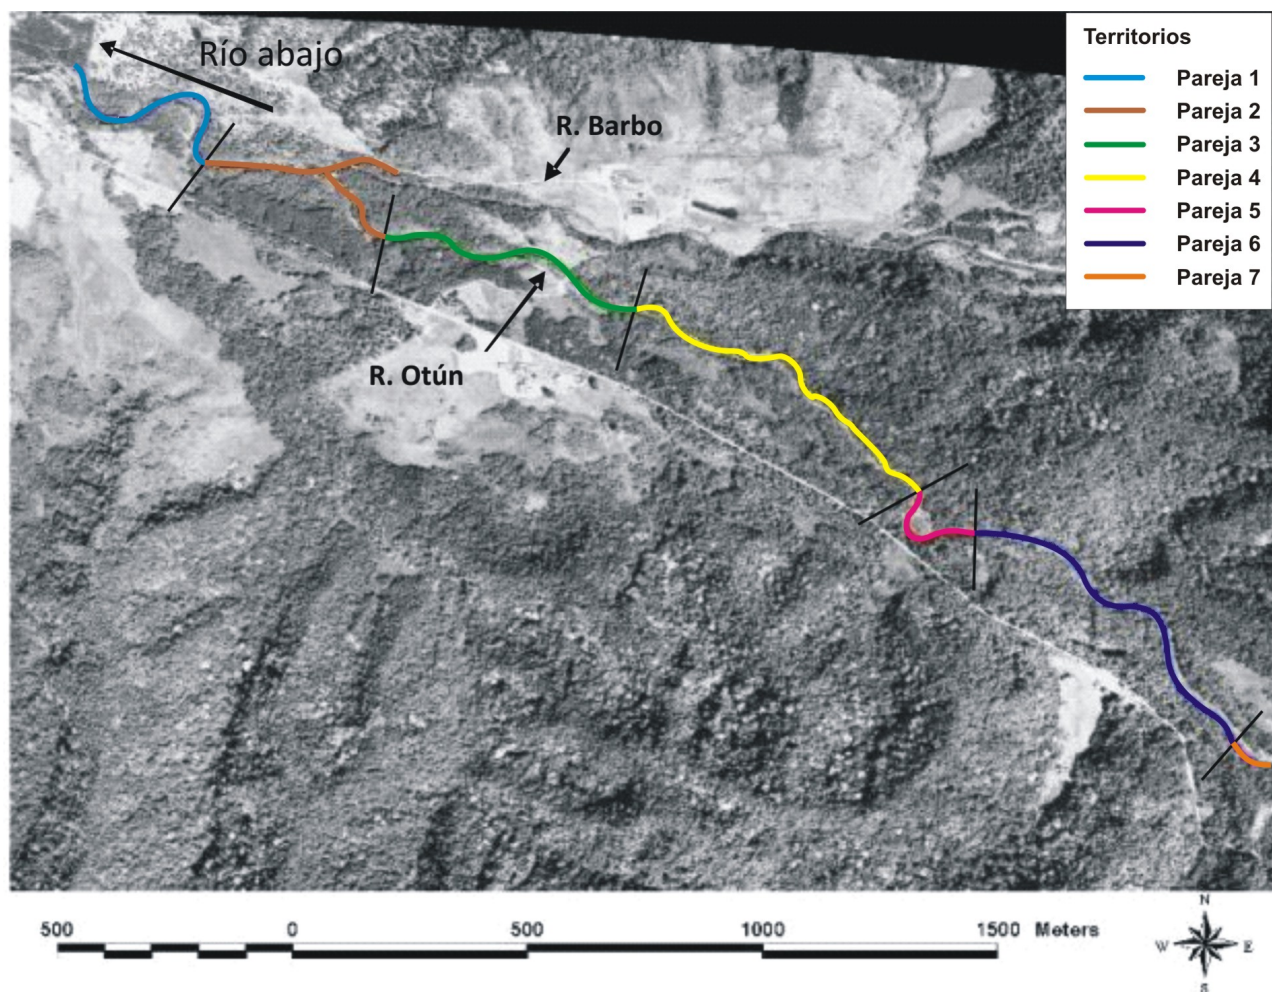 Río abajo
R. Barbo
R. Otún
Territorios
Pareja 1
Pareja 2
Pareja 3
Pareja 4
Pareja 5
Pareja 6
Pareja 7
500 0 500 1000 1500 Meters
N
W E
S